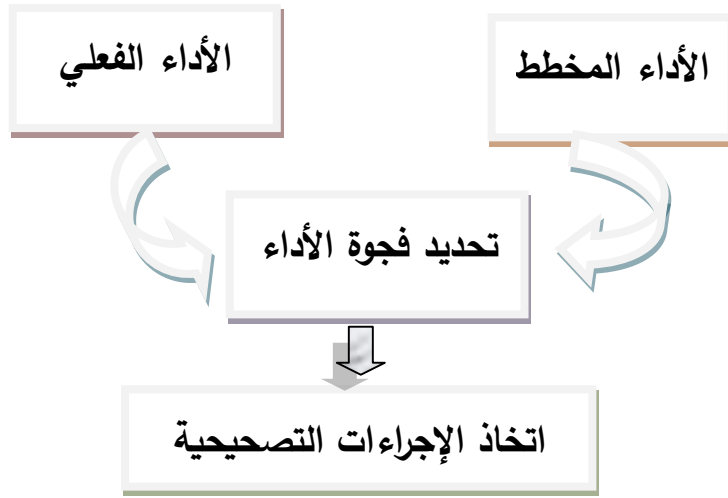 الأداء المخطط
الأداء الفعلي
تحديد فجوة الأداء
اتخاذ الإجراءات التصحيحية